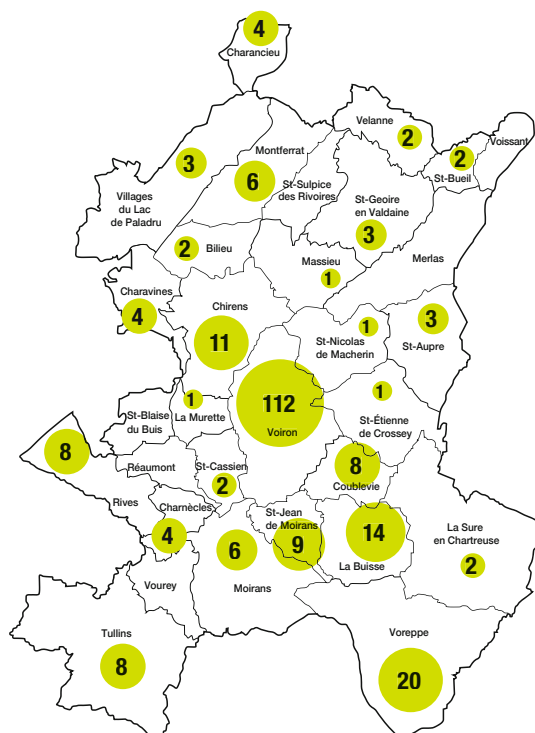 4
Charancieu
Velanne
2
Voissant
2
St-Bueil
3
Montferrat
6
St-Sulpice
des Rivoires
Villages
du Lac
de Paladru
St-Geoire
en Valdaine
3
2
Bilieu
Massieu
1
Merlas
Charavines
4
Chirens
11
1
St-Nicolas
de Macherin
3
St-Aupre
1
La Murette
112
Voiron
1
St-Étienne
de Crossey
St-Blaise
du Buis
8
Réaumont
St-Cassien
2
8
Coublevie
Rives
Charnècles
4
St-Jean
de Moirans
9
6
Moirans
14
La Buisse
La Sure
en Chartreuse
2
Vourey
Tullins
8
Voreppe
20